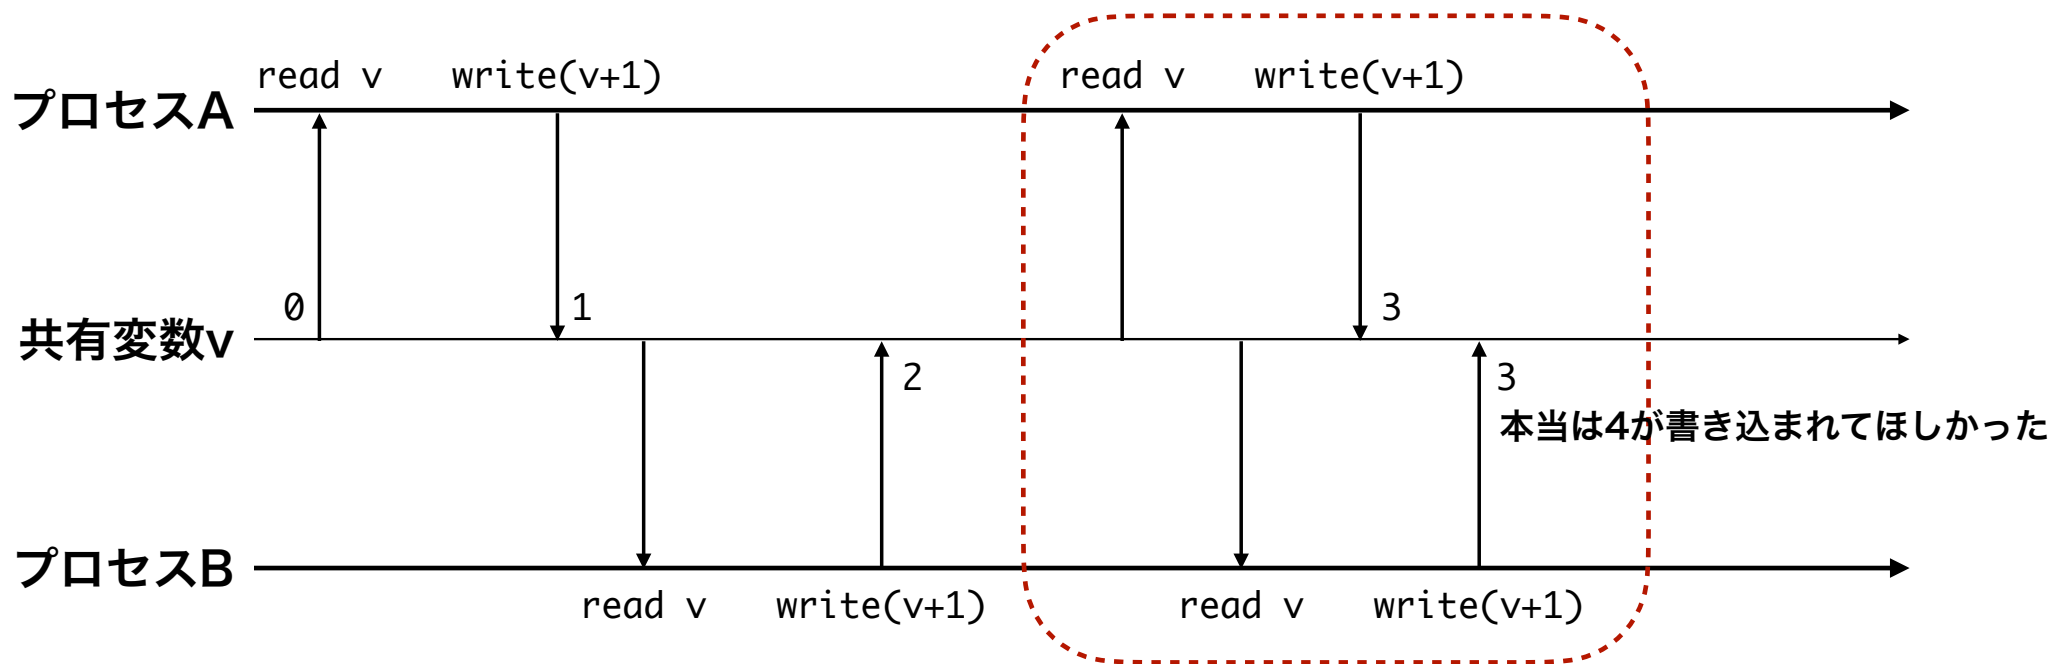 read v write(v+1) read v write(v+1)
プロセスA
0 1 3
共有変数v
2 3
本当は4が書き込まれてほしかった
プロセスB
read v write(v+1) read v write(v+1)